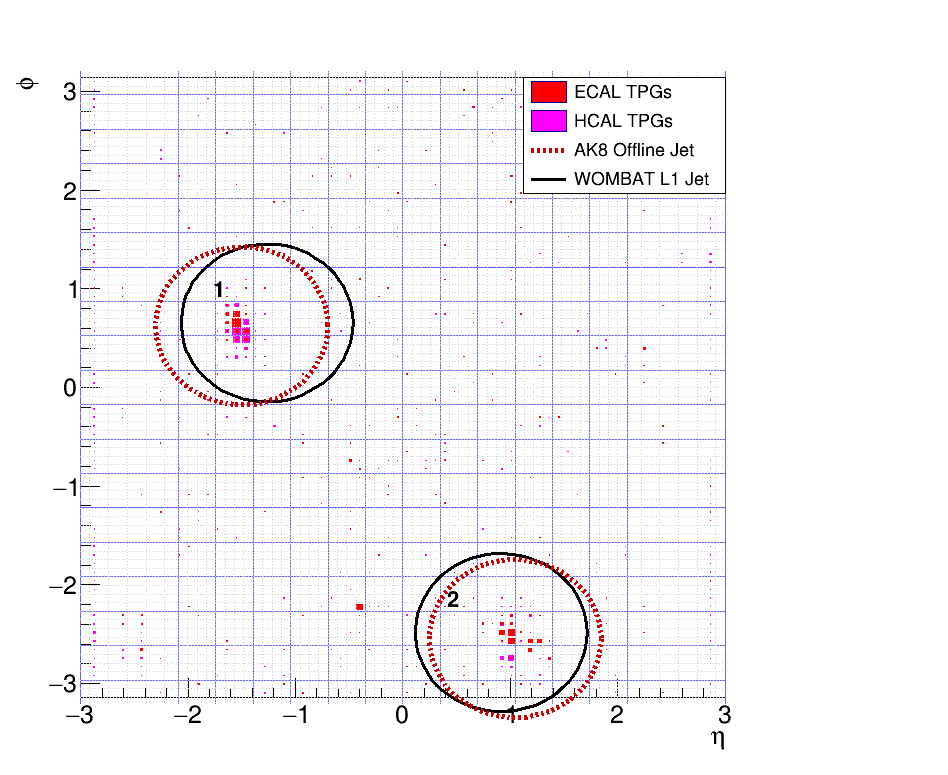 ϕ
3
2
1
0
−1
−2
−3
ECAL TPGs
HCAL TPGs
AK8 Offline Jet
WOMBAT L1 Jet
1
2
−3 −2 −1 0 1 2 3
η